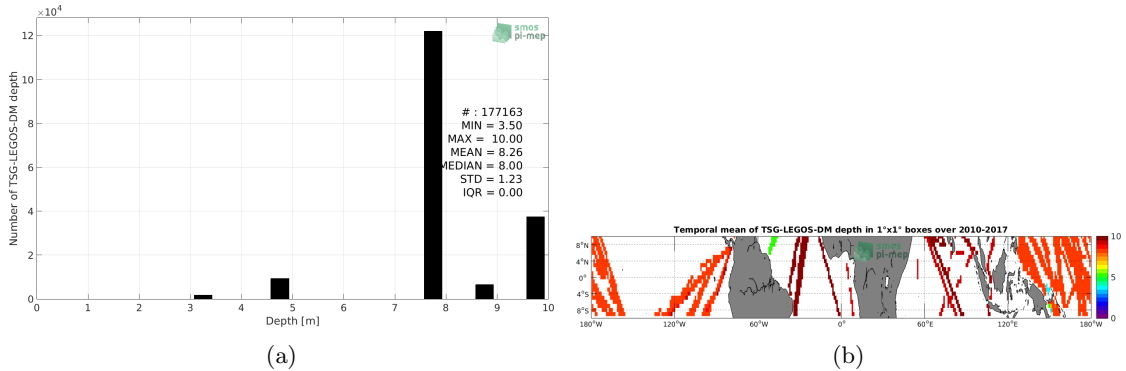 ×10⁴
smos
pi-mep
12
10
8
6
4
2
0
Number of TSG-LEGOS-DM depth
# : 177163
MIN = 3.50
MAX = 10.00
MEAN = 8.26
MEDIAN = 8.00
STD = 1.23
IQR = 0.00
0 1 2 3 4 5 6 7 8 9 10
Depth [m]
(a)
Temporal mean of TSG-LEGOS-DM depth in 1°x1° boxes over 2010-2017
smos
pi-mep
8°N
4°N
0°
4°S
8°S
180°W 120°W 60°W 0° 60°E 120°E 180°W
10
5
0
(b)